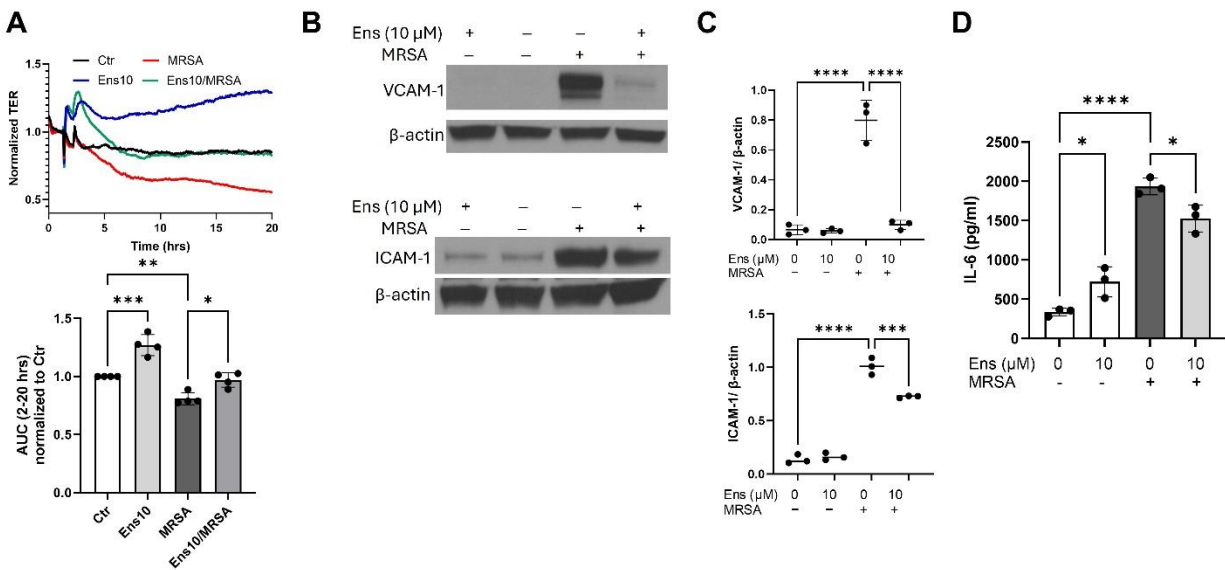 A
Ctr MRSA
Ens10 Ens10/MRSA
Normalized TER
1.5
1.0
0.5
0 5 10 15 20
Time (hrs)
AUC (2-20 hrs)
normalized to Ctr
1.5
1.0
0.5
0.0
** 
*** *
Ctr Ens10 MRSA Ens10/MRSA
B
Ens (10 µM) + – – +
MRSA – – + +
VCAM-1
β-actin
Ens (10 µM) + – – +
MRSA – – + +
ICAM-1
β-actin
C
**** ****
VCAM-1/ β-actin
1.0
0.8
0.6
0.4
0.2
0.0
Ens (µM) 0 10 0 10
MRSA – – + +
**** ***
ICAM-1/ β-actin
1.5
1.0
0.5
0.0
Ens (µM) 0 10 0 10
MRSA – – + +
D
****
* *
IL-6 (pg/ml)
2500
2000
1500
1000
500
0
Ens (µM) 0 10 0 10
MRSA - - + +